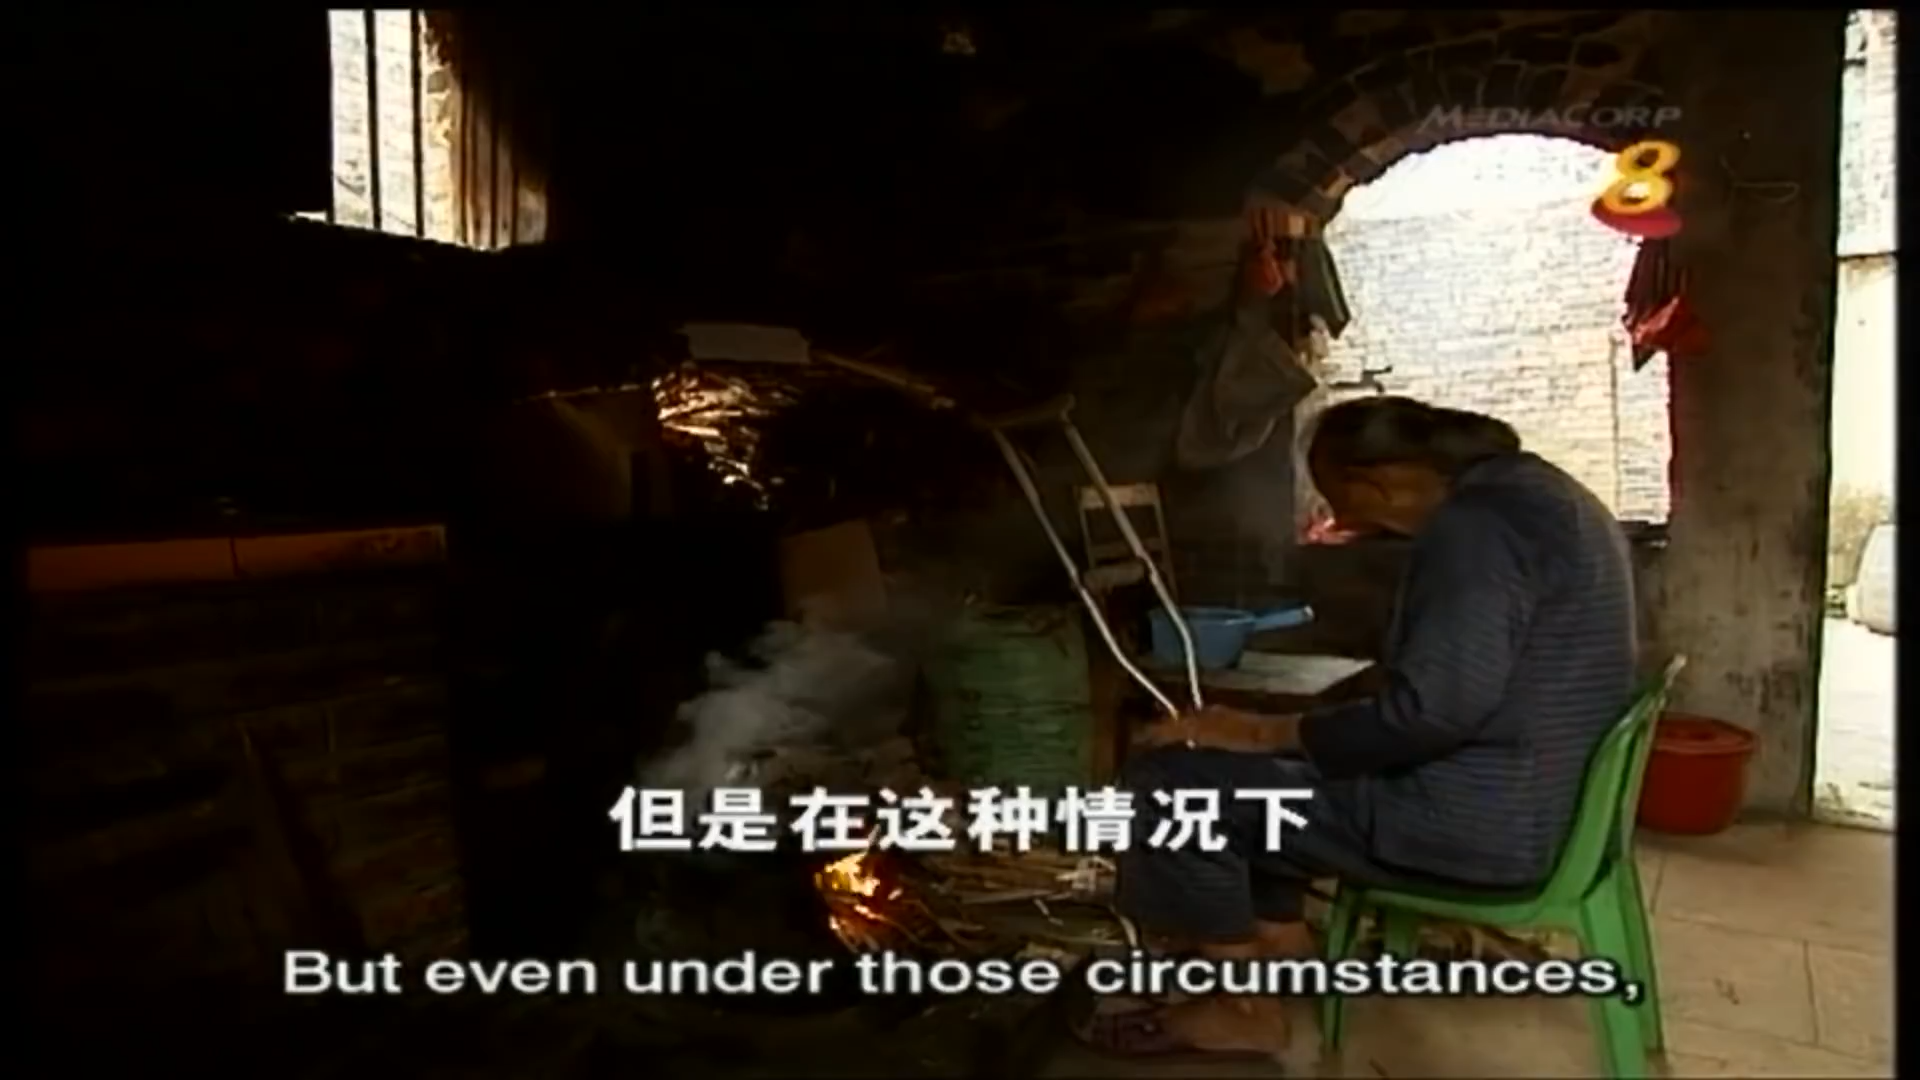 MEDIACORP
8
但是在这种情况下
But even under those circumstances,